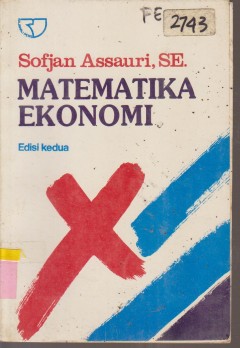 PE
2743
Sofjan Assauri, SE.
MATEMATIKA
EKONOMI
Edisi kedua